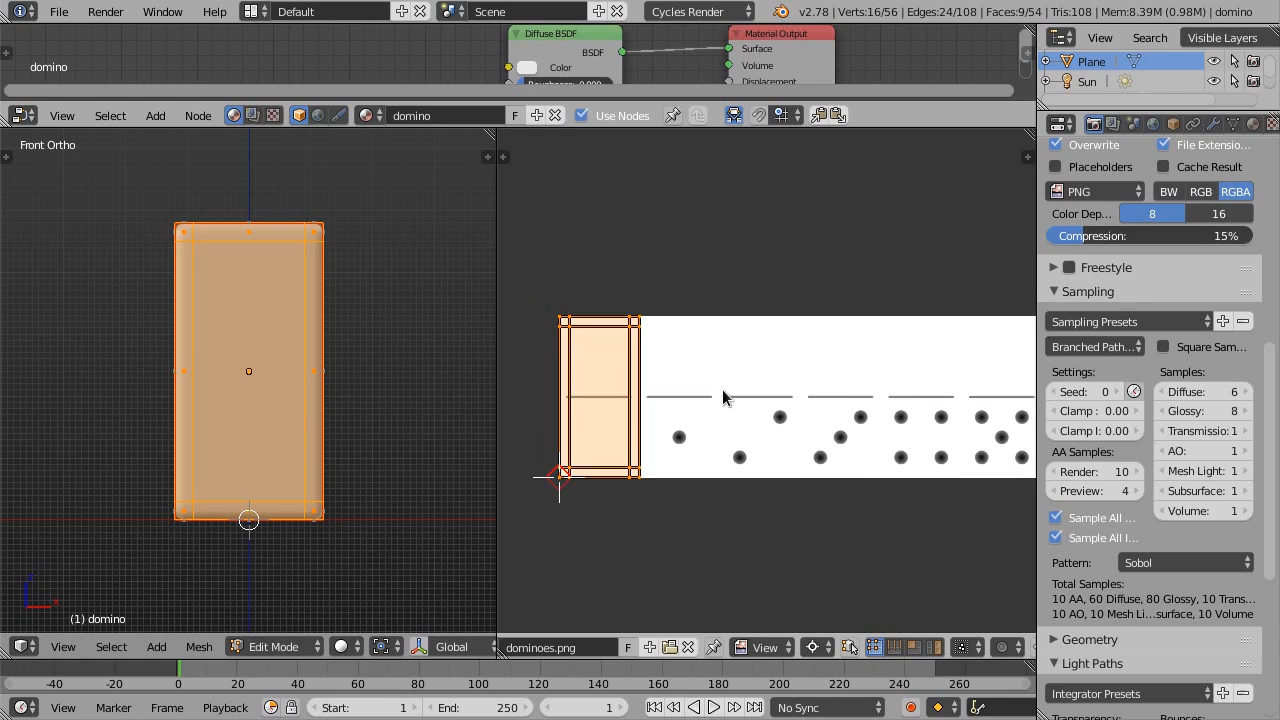 File Render Window Help Default Scene Cycles Render v2.78 | Verts:16/56 | Edges:24/108 | Faces:9/54 | Tris:108 | Mem:8.39M (0.98M) | domino
Diffuse BSDF
BSDF
Color
Roughness: 0.000
Material Output
Surface
Volume
Displacement
domino
View Select Add Node domino F Use Nodes
View Search Visible Layers
Plane
Sun
Front Ortho
(1) domino
View Select Add Mesh Edit Mode Global
dominoes.png F View
Overwrite File Extensio...
Placeholders Cache Result
PNG BW RGB RGBA
Color Dep... 8 16
Compression: 15%
Freestyle
Sampling
Sampling Presets
Branched Path... Square Sam...
Settings: Samples:
Seed: 0 Diffuse: 6
Clamp : 0.00 Glossy: 8
Clamp I: 0.00 Transmissio: 1
AA Samples: AO: 1
Render: 10 Mesh Light: 1
Preview: 4 Subsurface: 1
Sample All ... Volume: 1
Sample All I...
Pattern: Sobol
Total Samples:
10 AA, 60 Diffuse, 80 Glossy, 10 Trans...
10 AO, 10 Mesh Li...surface, 10 Volume
Geometry
Light Paths
Integrator Presets
-40 -20 0 20 40 60 80 100 120 140 160 180 200 220 240 260
View Marker Frame Playback Start: 1 End: 250 1 No Sync